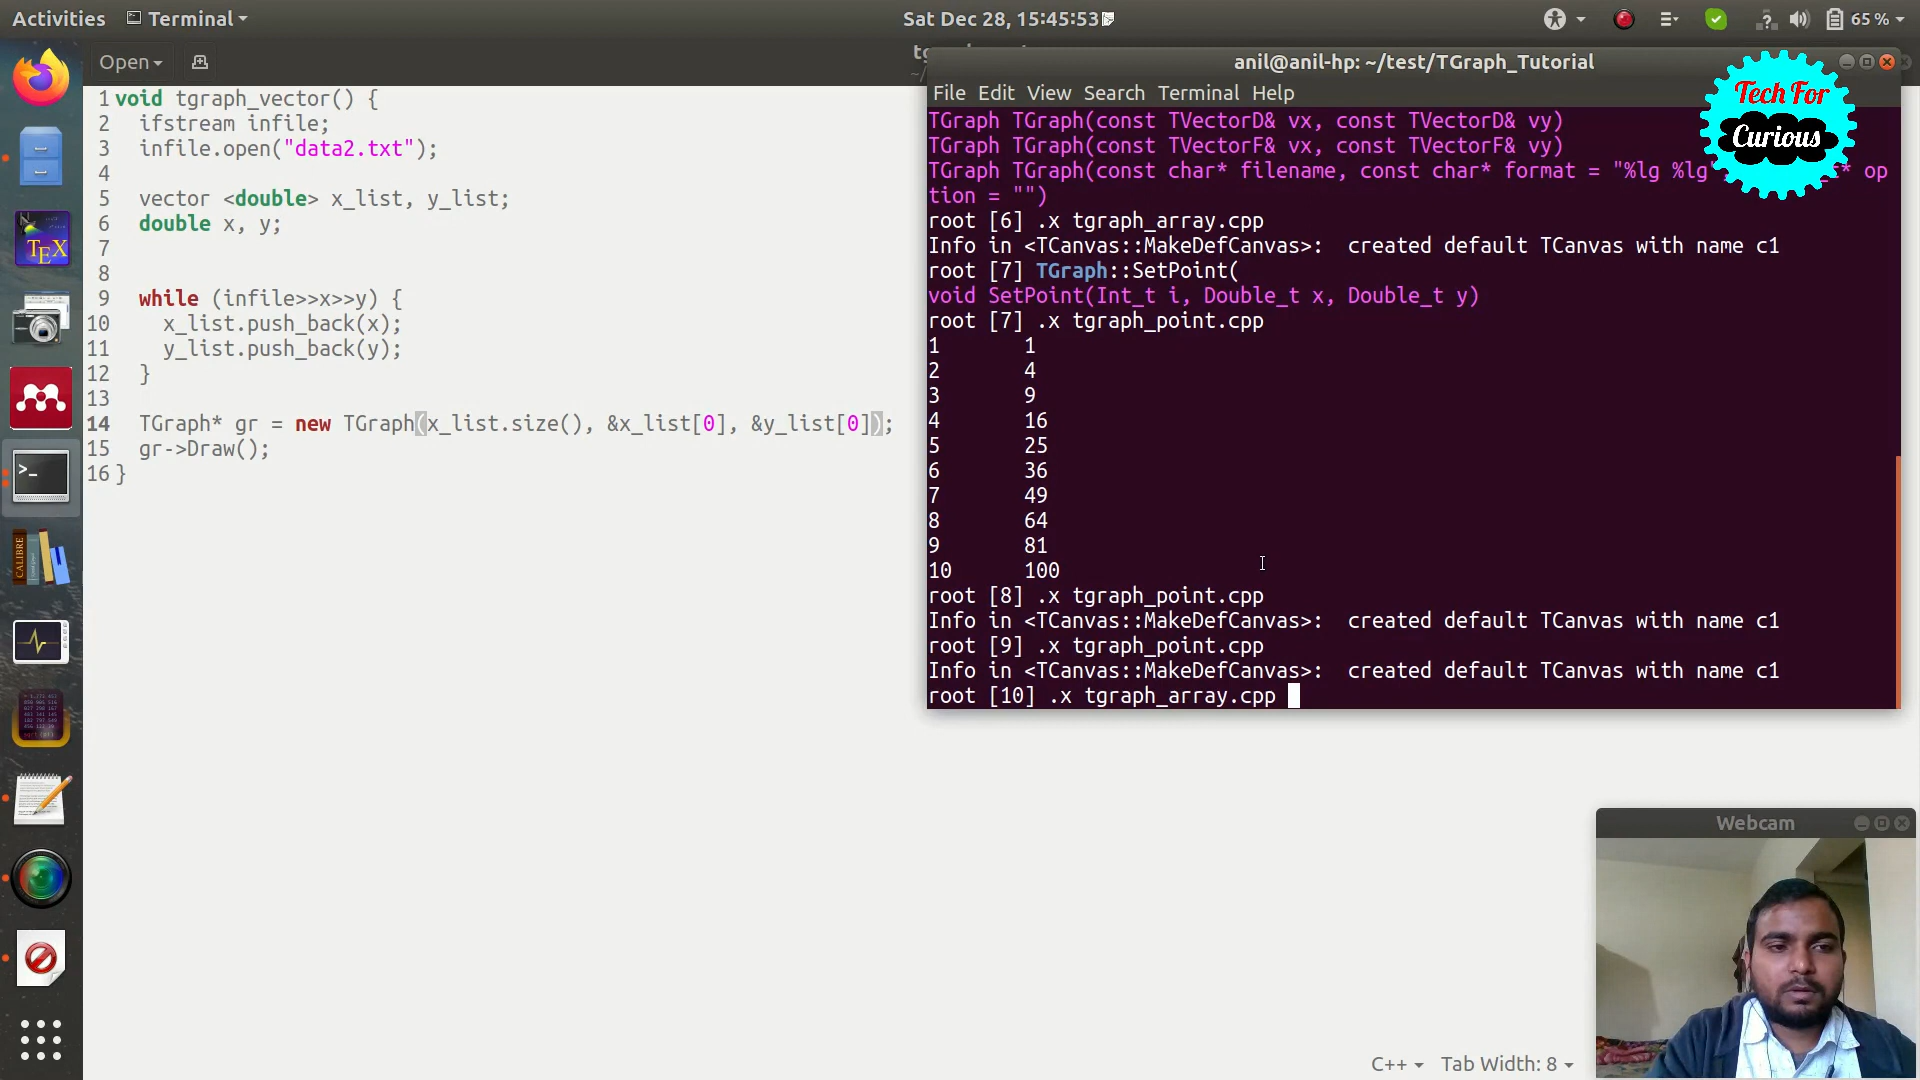 Activities
Terminal
Sat Dec 28, 15:45:53
65 %
Open
1 void tgraph_vector() {
2 ifstream infile;
3 infile.open("data2.txt");
4
5 vector <double> x_list, y_list;
6 double x, y;
7
8
9 while (infile>>x>>y) {
10 x_list.push_back(x);
11 y_list.push_back(y);
12 }
13
14 TGraph* gr = new TGraph(x_list.size(), &x_list[0], &y_list[0]);
15 gr->Draw();
16 }
anil@anil-hp: ~/test/TGraph_Tutorial
File Edit View Search Terminal Help
Tech For
Curious
TGraph TGraph(const TVectorD& vx, const TVectorD& vy)
TGraph TGraph(const TVectorF& vx, const TVectorF& vy)
TGraph TGraph(const char* filename, const char* format = "%lg %lg * op
tion = "")
root [6] .x tgraph_array.cpp
Info in <TCanvas::MakeDefCanvas>: created default TCanvas with name c1
root [7] TGraph::SetPoint(
void SetPoint(Int_t i, Double_t x, Double_t y)
root [7] .x tgraph_point.cpp
1 1
2 4
3 9
4 16
5 25
6 36
7 49
8 64
9 81
10 100
root [8] .x tgraph_point.cpp
Info in <TCanvas::MakeDefCanvas>: created default TCanvas with name c1
root [9] .x tgraph_point.cpp
Info in <TCanvas::MakeDefCanvas>: created default TCanvas with name c1
root [10] .x tgraph_array.cpp
TEX
CALIBRE
Webcam
C++
Tab Width: 8